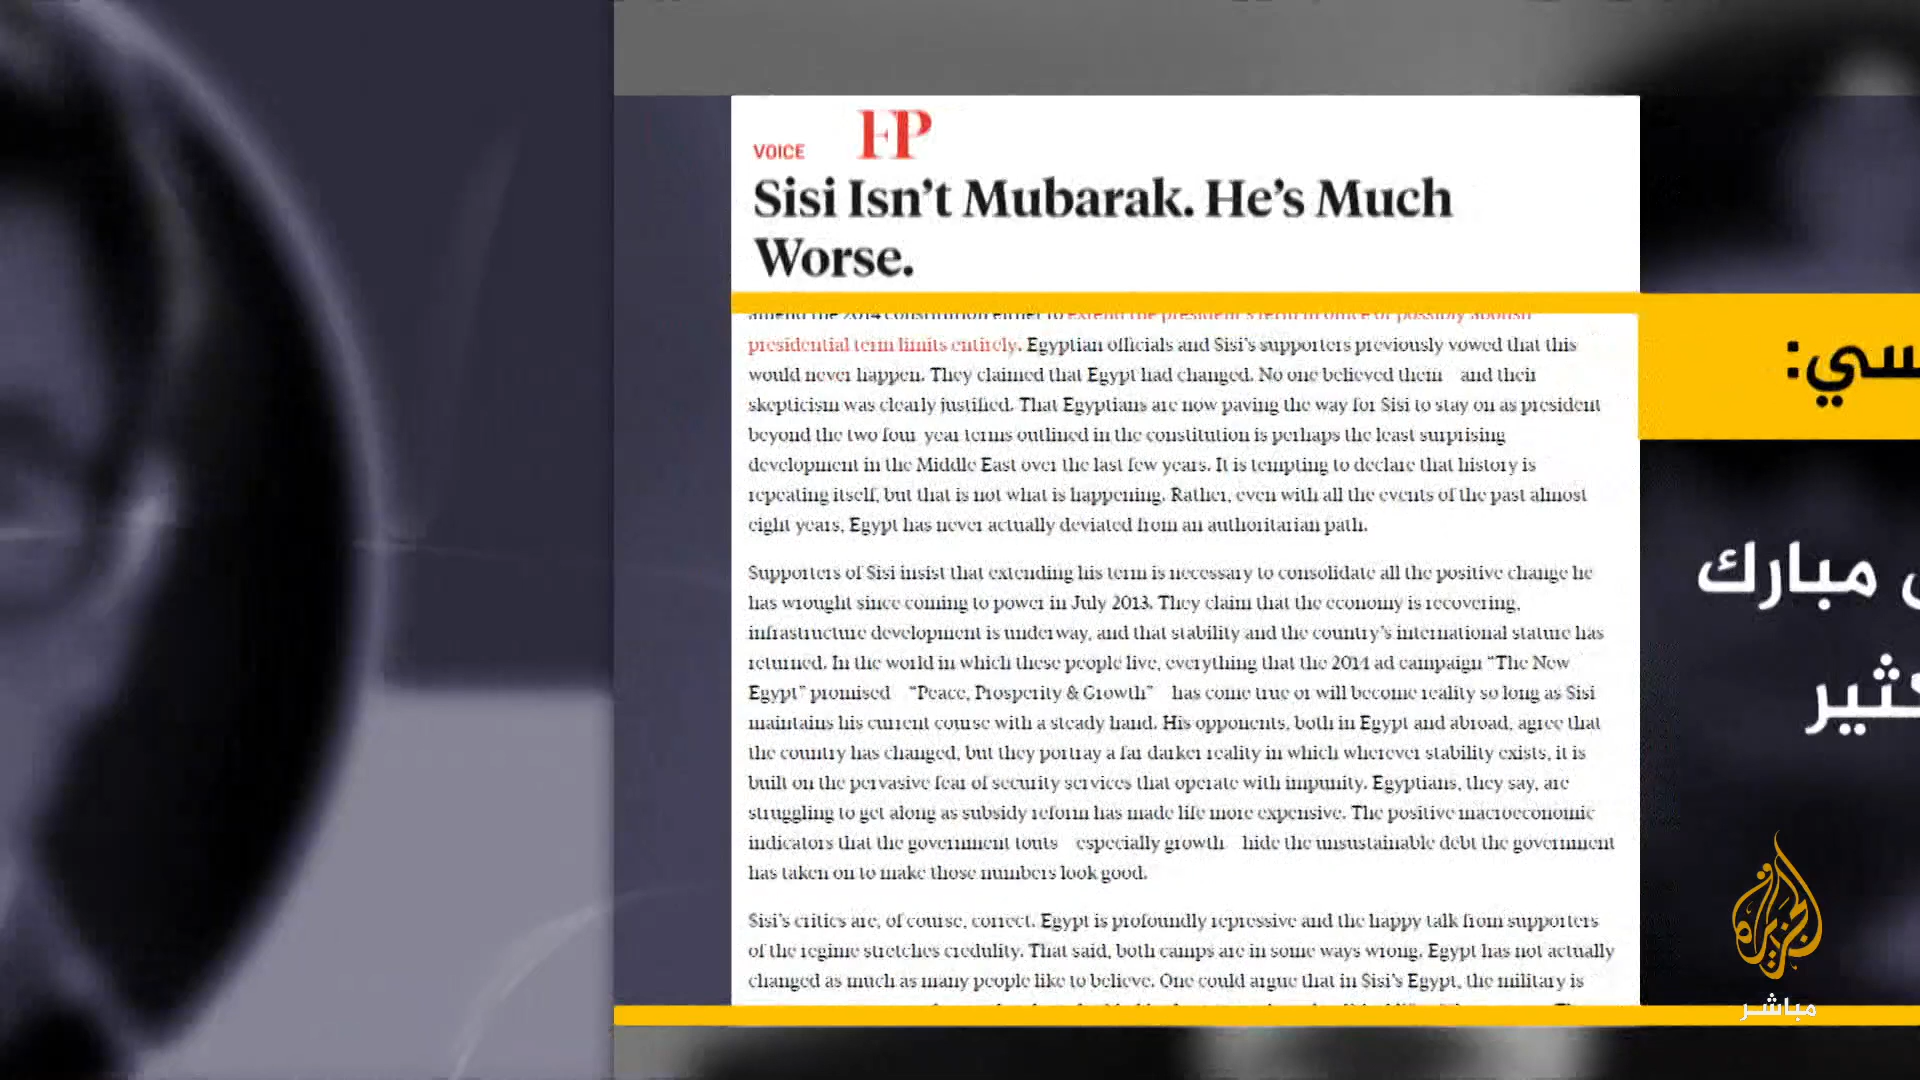 VOICE
FP
Sisi Isn't Mubarak. He's Much
Worse.
amend the 2014 constitution either to extend the president's term in office or possibly abolish
presidential term limits entirely. Egyptian officials and Sisi's supporters previously vowed that this
would never happen. They claimed that Egypt had changed. No one believed them and their
skepticism was clearly justified. That Egyptians are now paving the way for Sisi to stay on as president
beyond the two four year terms outlined in the constitution is perhaps the least surprising
development in the Middle East over the last few years. It is tempting to declare that history is
repeating itself, but that is not what is happening. Rather, even with all the events of the past almost
eight years, Egypt has never actually deviated from an authoritarian path.
Supporters of Sisi insist that extending his term is necessary to consolidate all the positive change he
has wrought since coming to power in July 2013. They claim that the economy is recovering,
infrastructure development is underway, and that stability and the country's international stature has
returned. In the world in which these people live, everything that the 2014 ad campaign “The New
Egypt” promised “Peace, Prosperity & Growth” has come true or will become reality so long as Sisi
maintains his current course with a steady hand. His opponents, both in Egypt and abroad, agree that
the country has changed, but they portray a far darker reality in which wherever stability exists, it is
built on the pervasive fear of security services that operate with impunity. Egyptians, they say, are
struggling to get along as subsidy reform has made life more expensive. The positive macroeconomic
indicators that the government touts especially growth hide the unsustainable debt the government
has taken on to make those numbers look good.
Sisi's critics are, of course, correct. Egypt is profoundly repressive and the happy talk from supporters
of the regime stretches credulity. That said, both camps are in some ways wrong. Egypt has not actually
changed as much as many people like to believe. One could argue that in Sisi's Egypt, the military is
مبارك
الجزيرة
مباشر